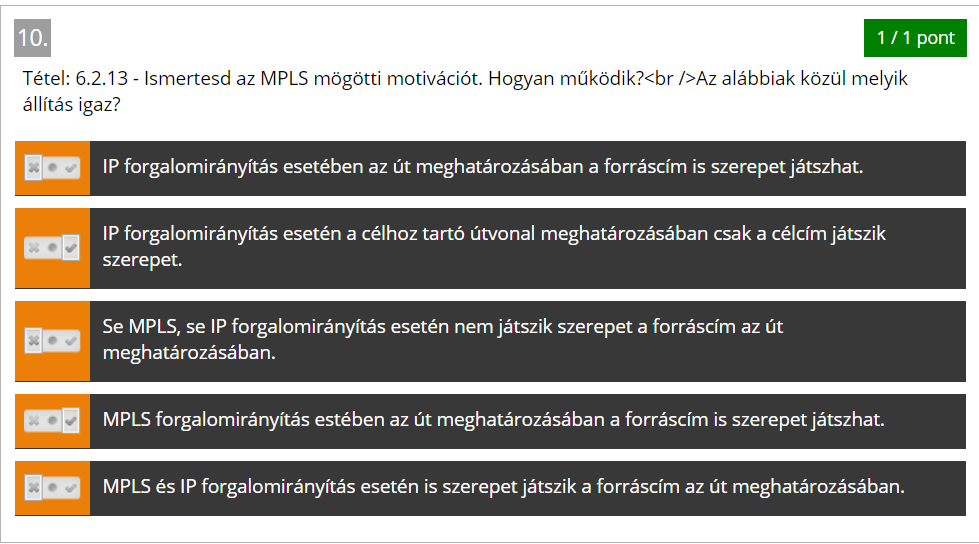 10.
1 / 1 pont
Tétel: 6.2.13 - Ismertesd az MPLS mögötti motivációt. Hogyan működik?<br />Az alábbiak közül melyik
állítás igaz?
IP forgalomirányítás esetében az út meghatározásában a forráscím is szerepet játszhat.
IP forgalomirányítás esetén a célhoz tartó útvonal meghatározásában csak a célcím játszik
szerepet.
Se MPLS, se IP forgalomirányítás esetén nem játszik szerepet a forráscím az út
meghatározásában.
MPLS forgalomirányítás estében az út meghatározásában a forráscím is szerepet játszhat.
MPLS és IP forgalomirányítás esetén is szerepet játszik a forráscím az út meghatározásában.